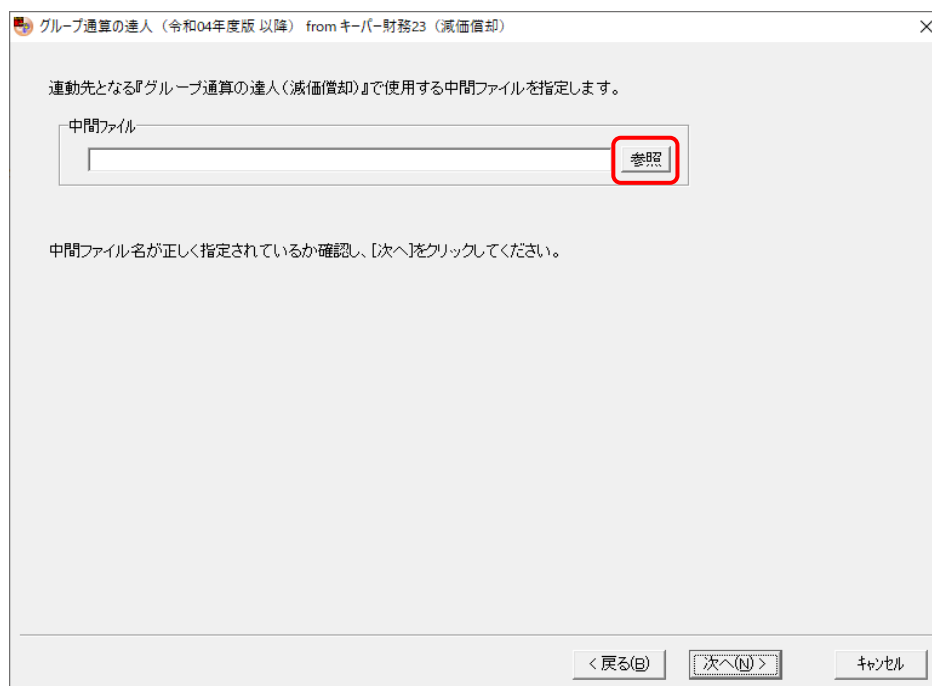 グループ通算の達人（令和04年度版 以降） from キーパー財務23（減価償却）
連動先となる『グループ通算の達人（減価償却）』で使用する中間ファイルを指定します。
中間ファイル
参照
中間ファイル名が正しく指定されているか確認し、[次へ]をクリックしてください。
< 戻る(B)
次へ(N) >
キャンセル